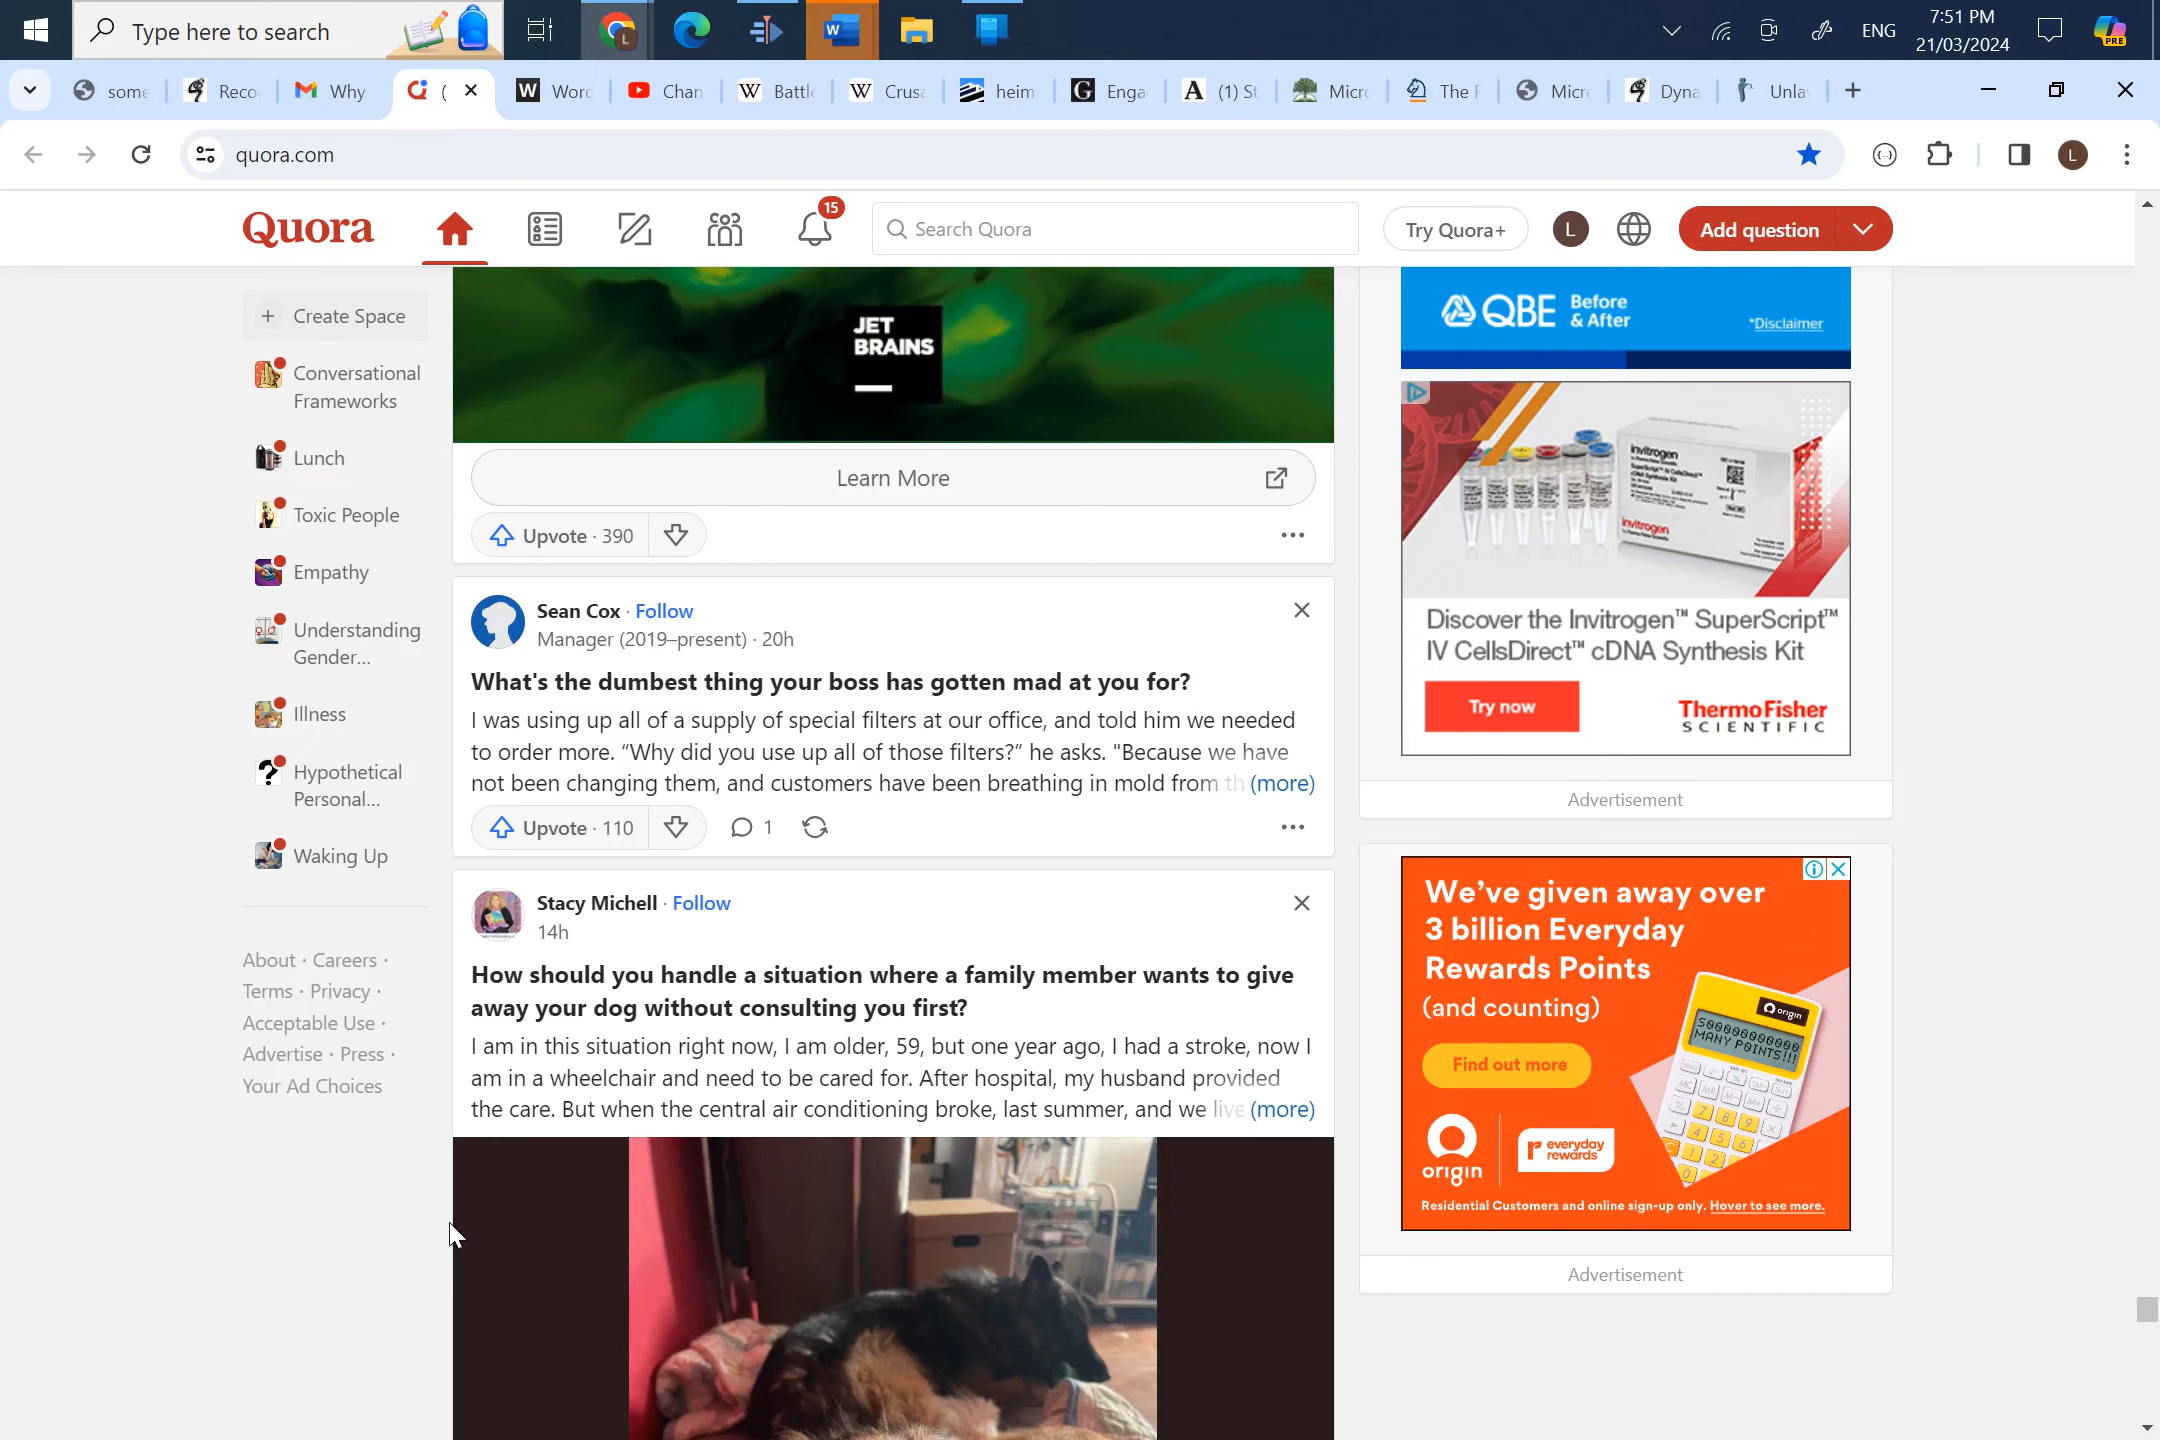 Type here to search
ENG
7:51 PM
21/03/2024
PRE
some
Reco
Why
(
Word
Chan
Battle
Crusa
heim
Enga
(1) St
Micro
The F
Micro
Dyna
Unla
quora.com
L
Quora
15
Search Quora
Try Quora+
L
Add question
Create Space
Conversational
Frameworks
Lunch
Toxic People
Empathy
Understanding
Gender...
Illness
Hypothetical
Personal...
Waking Up
About · Careers ·
Terms · Privacy ·
Acceptable Use ·
Advertise · Press ·
Your Ad Choices
JET
BRAINS
Learn More
Upvote · 390
Sean Cox · Follow
Manager (2019–present) · 20h
What's the dumbest thing your boss has gotten mad at you for?
I was using up all of a supply of special filters at our office, and told him we needed
to order more. “Why did you use up all of those filters?” he asks. "Because we have
not been changing them, and customers have been breathing in mold from th (more)
Upvote · 110
1
Stacy Michell · Follow
14h
How should you handle a situation where a family member wants to give
away your dog without consulting you first?
I am in this situation right now, I am older, 59, but one year ago, I had a stroke, now I
am in a wheelchair and need to be cared for. After hospital, my husband provided
the care. But when the central air conditioning broke, last summer, and we live (more)
QBE Before
& After
*Disclaimer
invitrogen
invitrogen
Discover the Invitrogen™ SuperScript™
IV CellsDirect™ cDNA Synthesis Kit
Try now
ThermoFisher
SCIENTIFIC
Advertisement
We’ve given away over
3 billion Everyday
Rewards Points
(and counting)
Find out more
origin
S0000000000
MANY POINTS!!!
origin
everyday
rewards
Residential Customers and online sign-up only. Hover to see more.
Advertisement